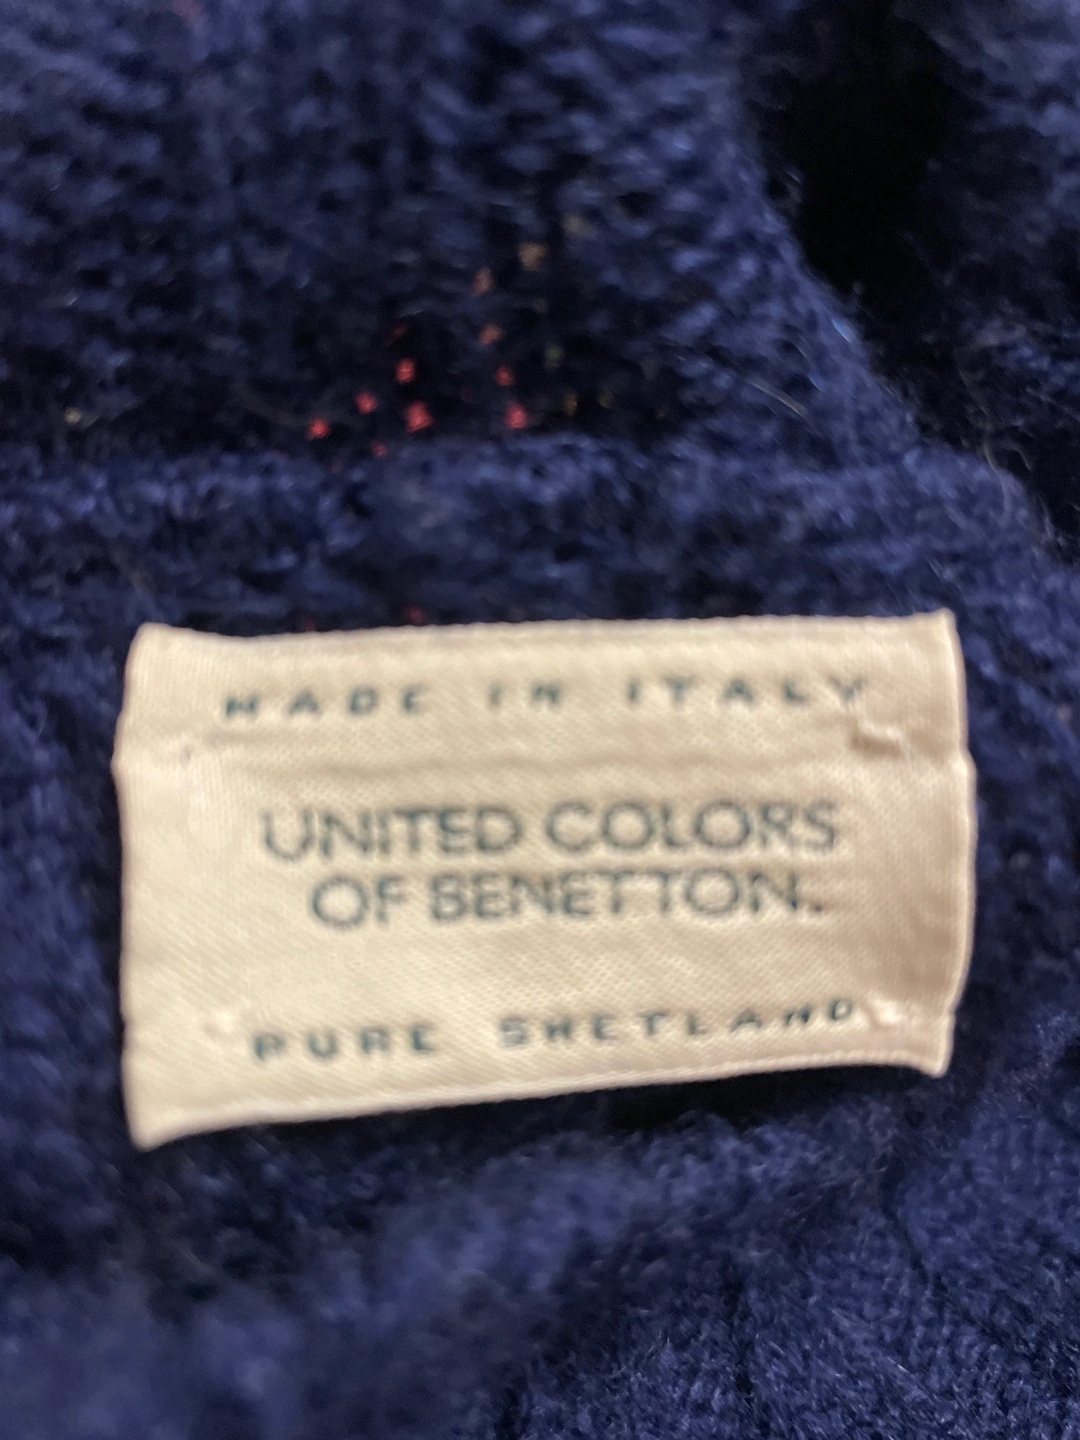 MADE IN ITALY
UNITED COLORS
OF BENETTON.
PURE SHETLAND